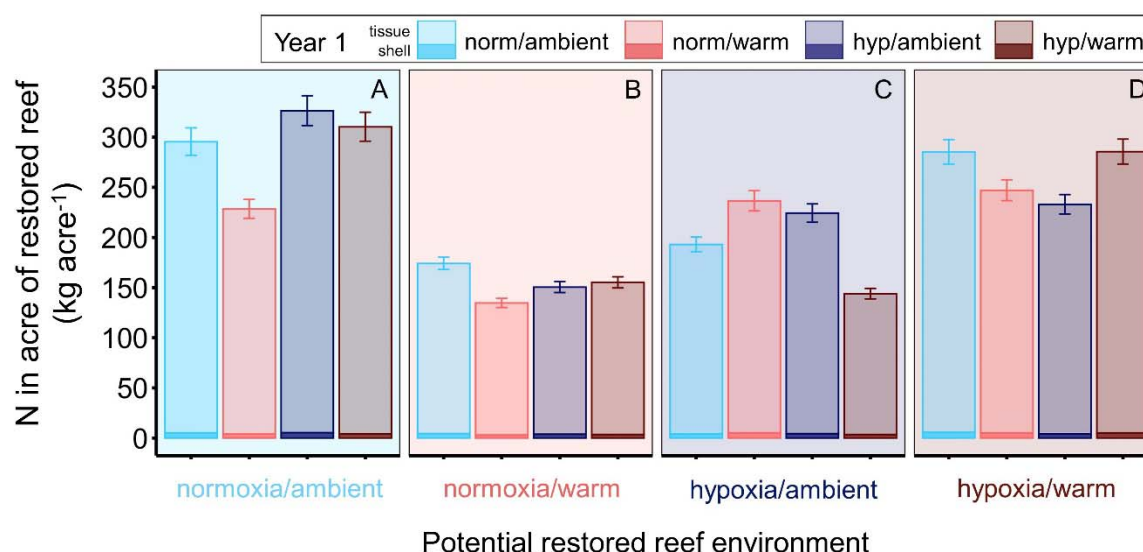 Year 1
tissue
shell
norm/ambient
norm/warm
hyp/ambient
hyp/warm
N in acre of restored reef
(kg acre⁻¹)
350
300
250
200
150
100
50
0
A
B
C
D
normoxia/ambient
normoxia/warm
hypoxia/ambient
hypoxia/warm
Potential restored reef environment